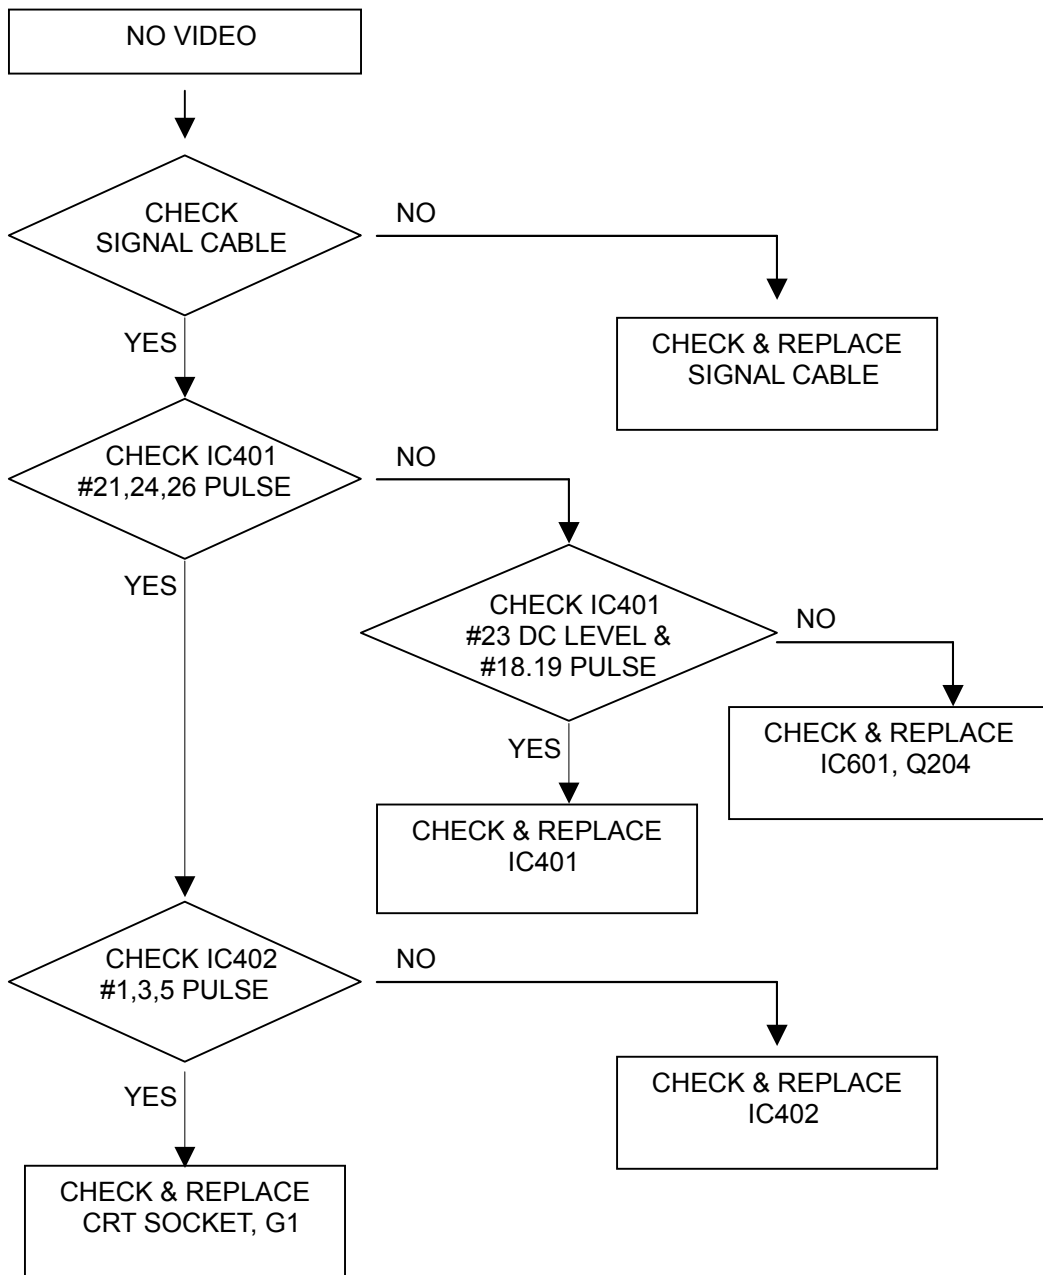 NO VIDEO
CHECK
SIGNAL CABLE
NO
YES
CHECK & REPLACE
SIGNAL CABLE
CHECK IC401
#21,24,26 PULSE
NO
YES
CHECK IC401
#23 DC LEVEL &
#18.19 PULSE
NO
YES
CHECK & REPLACE
IC601, Q204
CHECK & REPLACE
IC401
CHECK IC402
#1,3,5 PULSE
NO
YES
CHECK & REPLACE
IC402
CHECK & REPLACE
CRT SOCKET, G1